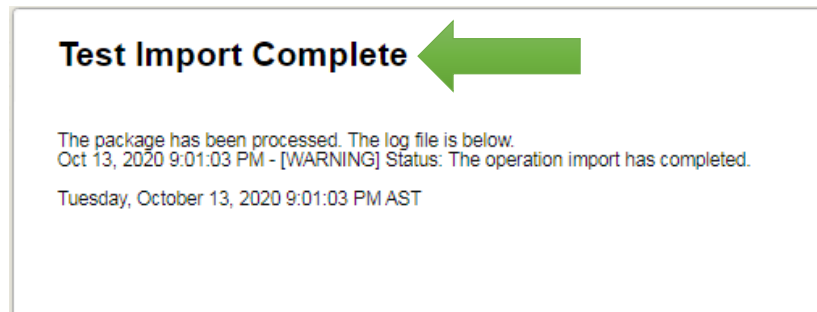 Test Import Complete
The package has been processed. The log file is below.
Oct 13, 2020 9:01:03 PM - [WARNING] Status: The operation import has completed.
Tuesday, October 13, 2020 9:01:03 PM AST